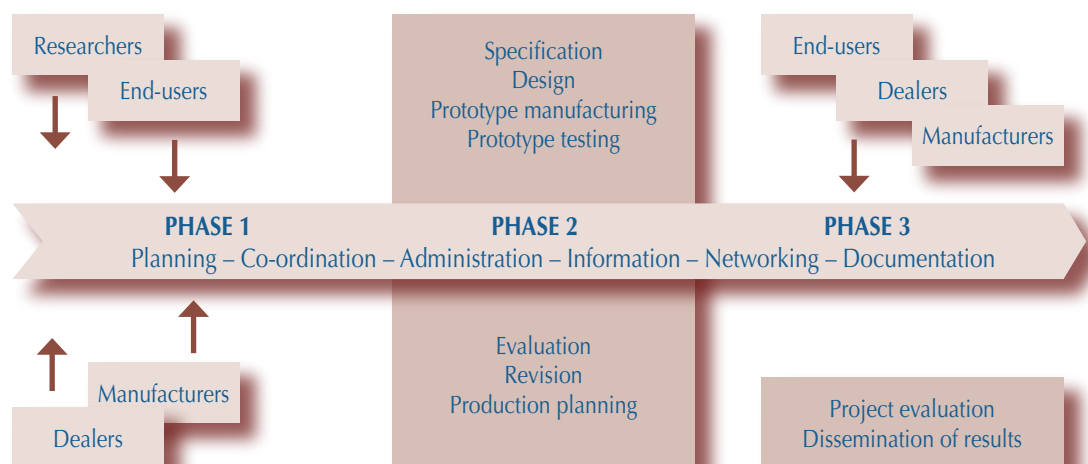 Researchers
End-users
Specification
Design
Prototype manufacturing
Prototype testing
End-users
Dealers
Manufacturers
PHASE 1
PHASE 2
PHASE 3
Planning – Co-ordination – Administration – Information – Networking – Documentation
Manufacturers
Dealers
Evaluation
Revision
Production planning
Project evaluation
Dissemination of results